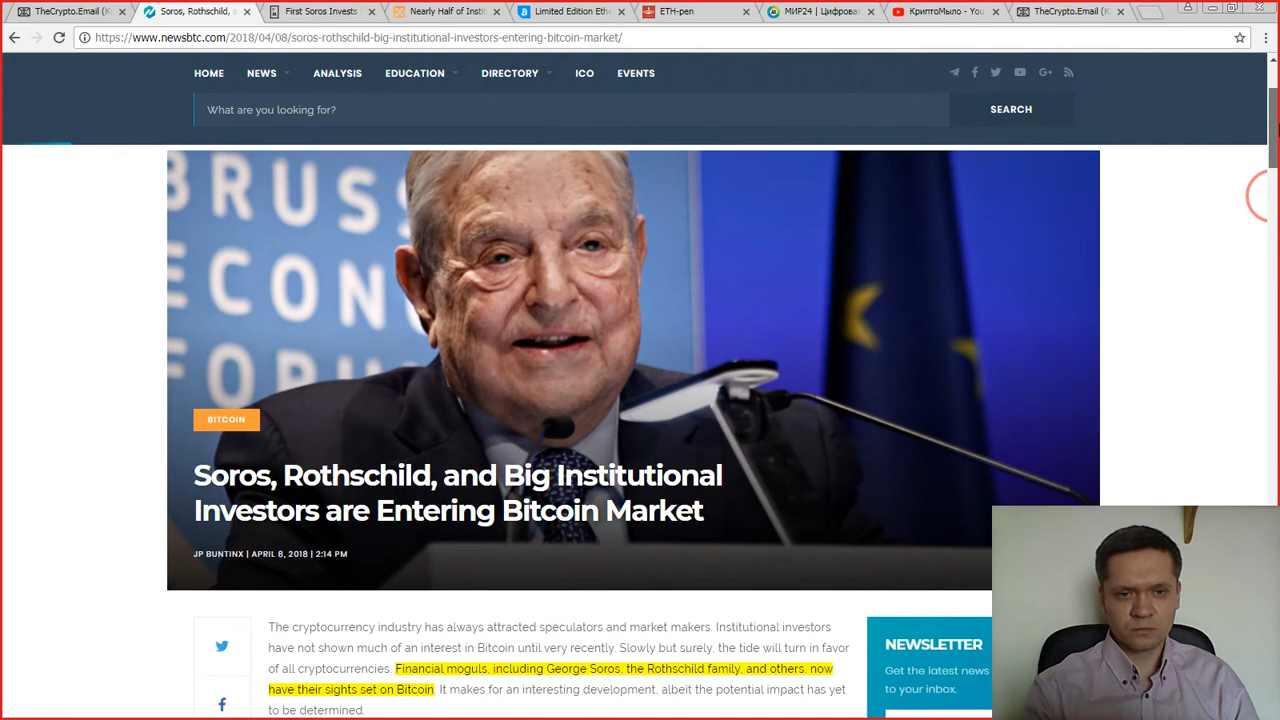 TheCrypto.Email (К
Soros, Rothschild, a
First Soros Invests
Nearly Half of Insti
Limited Edition Ethe
ETH-pen
МИР24 | Цифрова
КриптоМыло - You
TheCrypto.Email (К
https://www.newsbtc.com/2018/04/08/soros-rothschild-big-institutional-investors-entering-bitcoin-market/
HOME NEWS ANALYSIS EDUCATION DIRECTORY ICO EVENTS
What are you looking for?
SEARCH
BRUSS
ECON
FORU
BITCOIN
Soros, Rothschild, and Big Institutional
Investors are Entering Bitcoin Market
JP BUNTINX | APRIL 8, 2018 | 2:14 PM
The cryptocurrency industry has always attracted speculators and market makers. Institutional investors
have not shown much of an interest in Bitcoin until very recently. Slowly but surely, the tide will turn in favor
of all cryptocurrencies. Financial moguls, including George Soros, the Rothschild family, and others, now
have their sights set on Bitcoin. It makes for an interesting development, albeit the potential impact has yet
to be determined.
NEWSLETTER
Get the latest news
to your inbox.